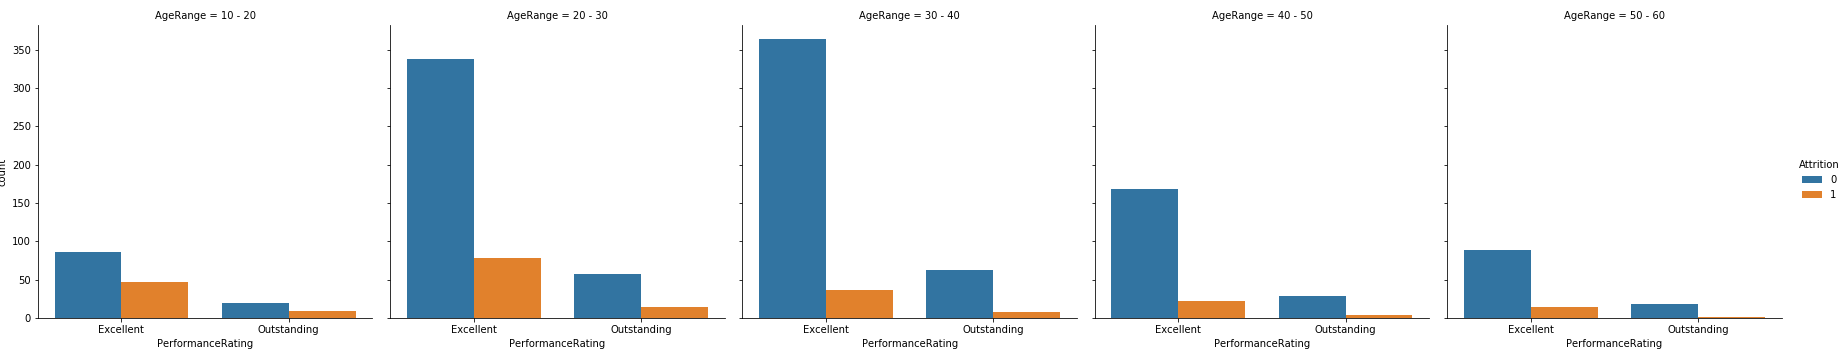 AgeRange = 10 - 20
AgeRange = 20 - 30
AgeRange = 30 - 40
AgeRange = 40 - 50
AgeRange = 50 - 60
350
300
250
200
150
100
50
0
count
Excellent
Outstanding
Excellent
Outstanding
Excellent
Outstanding
Excellent
Outstanding
Excellent
Outstanding
PerformanceRating
PerformanceRating
PerformanceRating
PerformanceRating
PerformanceRating
Attrition
0
1